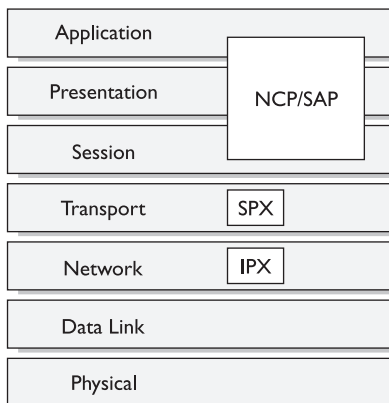 Application
Presentation
NCP/SAP
Session
Transport
SPX
Network
IPX
Data Link
Physical